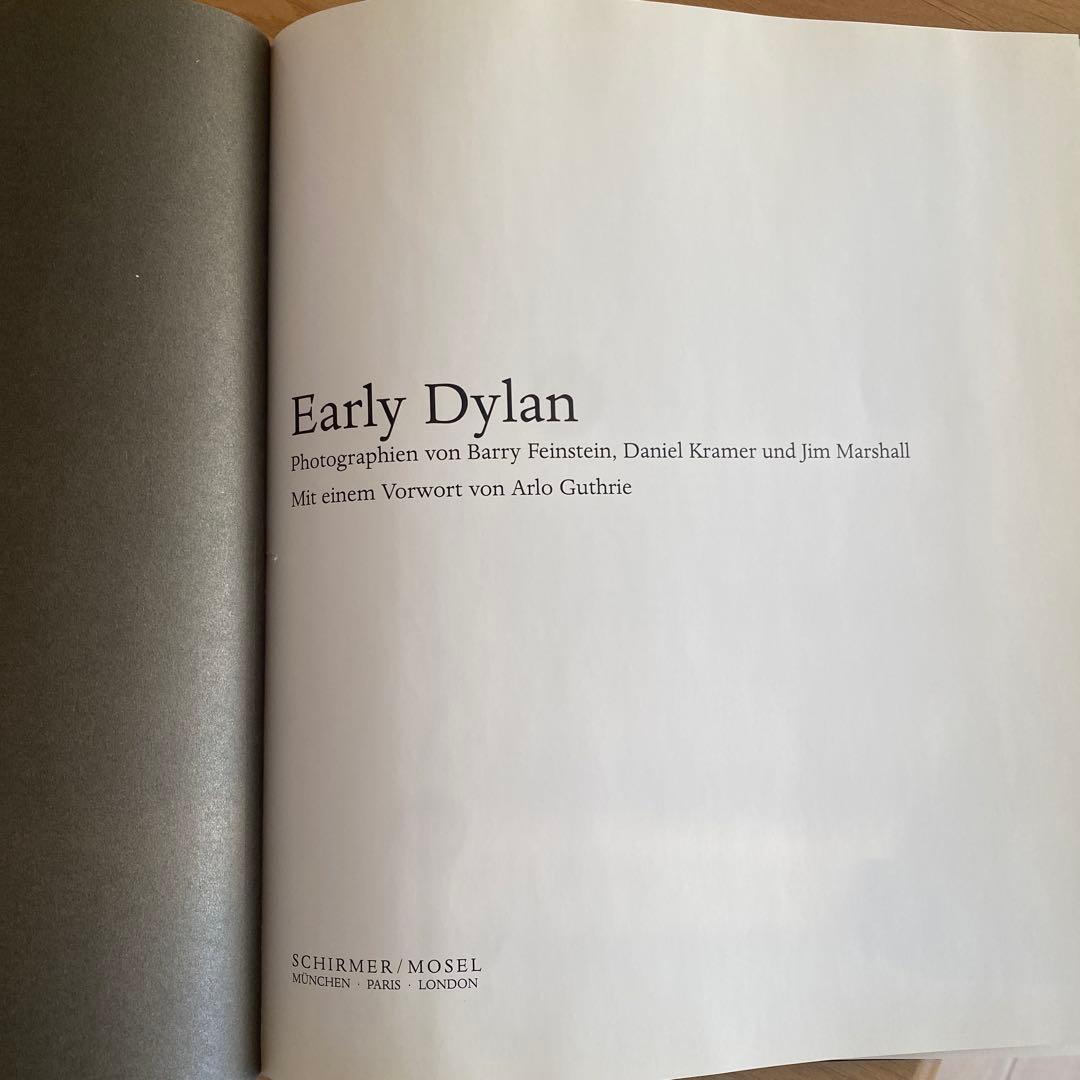 Early Dylan
Photographien von Barry Feinstein, Daniel Kramer und Jim Marshall
Mit einem Vorwort von Arlo Guthrie
SCHIRMER/MOSEL
MÜNCHEN · PARIS · LONDON